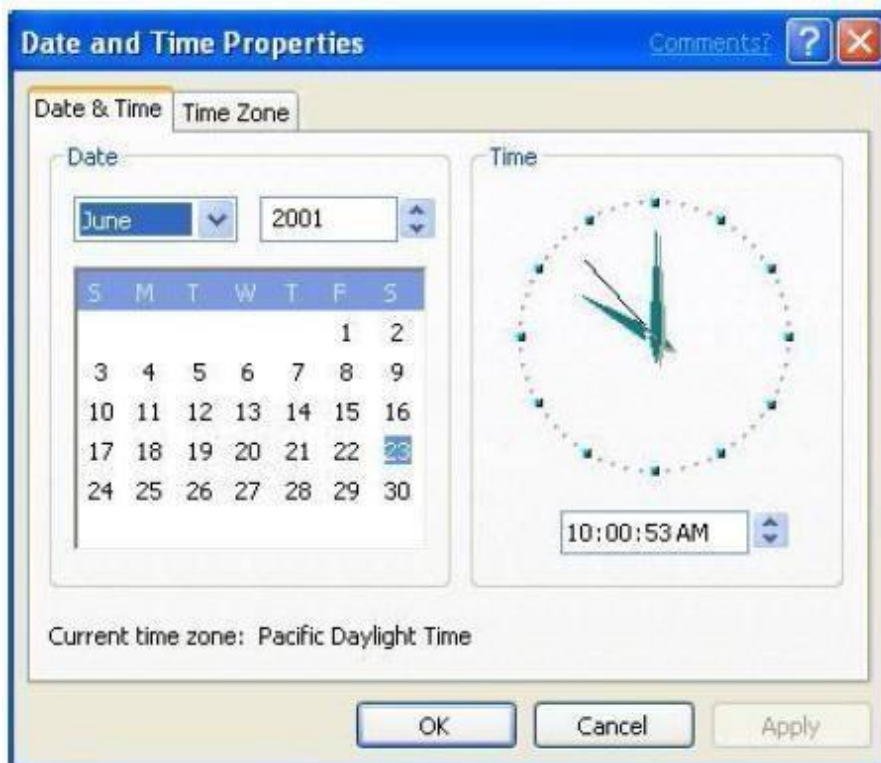 Date and Time Properties Comments?
Date & Time Time Zone
Date
June 2001
S M T W T F S
1 2
3 4 5 6 7 8 9
10 11 12 13 14 15 16
17 18 19 20 21 22 23
24 25 26 27 28 29 30
Time
10:00:53 AM
Current time zone: Pacific Daylight Time
OK Cancel Apply